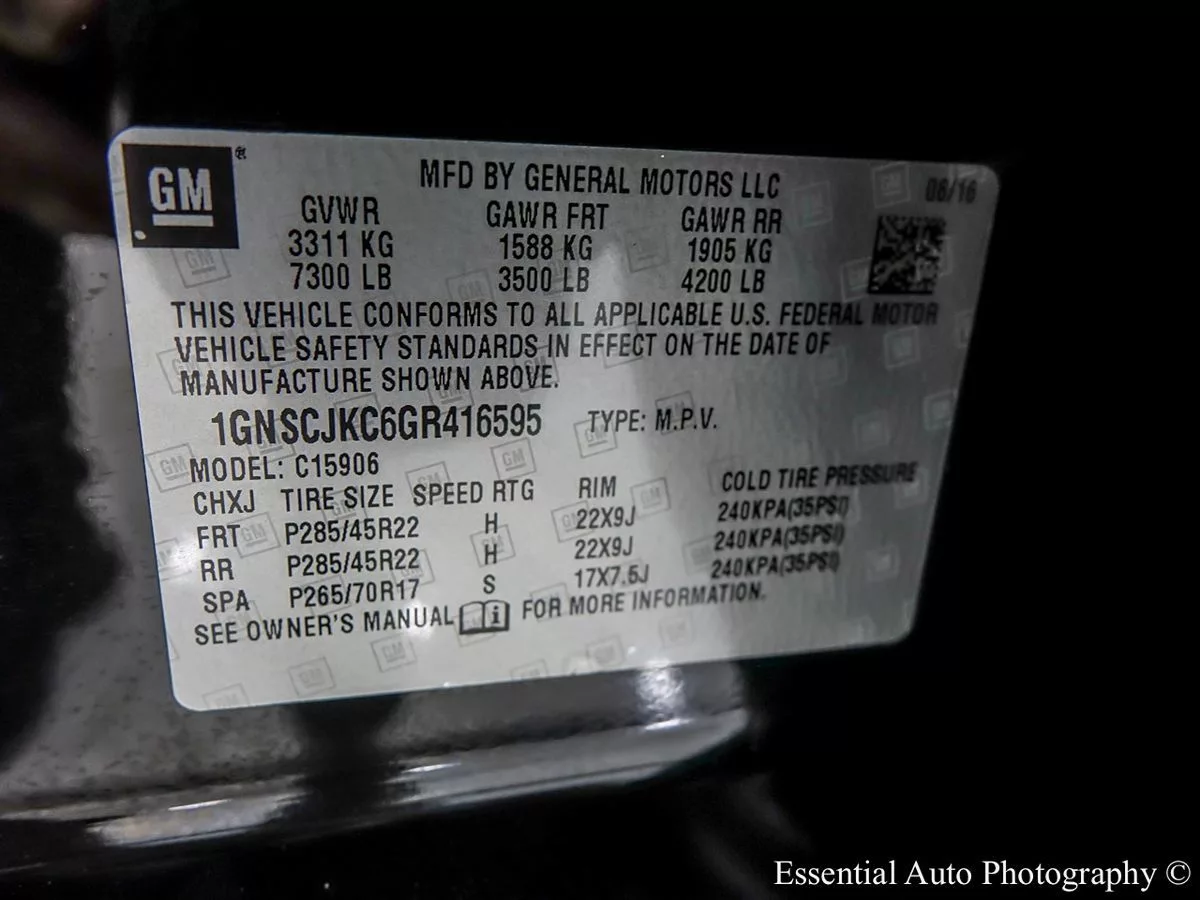 GM®
MFD BY GENERAL MOTORS LLC
06/16
GVWR GAWR FRT GAWR RR
3311 KG 1588 KG 1905 KG
7300 LB 3500 LB 4200 LB
THIS VEHICLE CONFORMS TO ALL APPLICABLE U.S. FEDERAL MOTOR
VEHICLE SAFETY STANDARDS IN EFFECT ON THE DATE OF
MANUFACTURE SHOWN ABOVE.
1GNSCJKC6GR416595 TYPE: M.P.V.
MODEL: C15906
CHXJ TIRE SIZE SPEED RTG RIM COLD TIRE PRESSURE
FRT P285/45R22 H 22X9J 240KPA(35PSI)
RR P285/45R22 H 22X9J 240KPA(35PSI)
SPA P265/70R17 S 17X7.5J 240KPA(35PSI)
SEE OWNER'S MANUAL i FOR MORE INFORMATION.
Essential Auto Photography ©